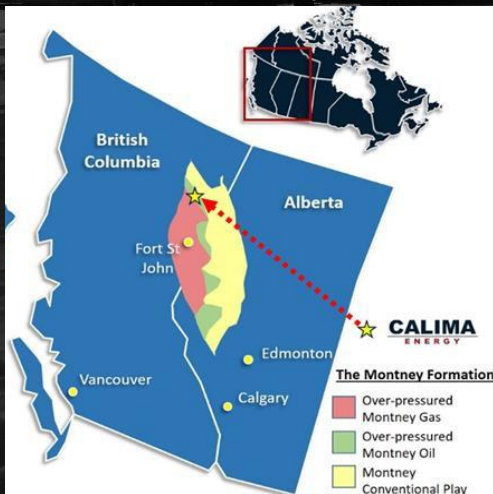 British
Columbia
Alberta
Fort St
John
CALIMA
ENERGY
Edmonton
Vancouver
Calgary
The Montney Formation
Over-pressured
Montney Gas
Over-pressured
Montney Oil
Montney
Conventional Play